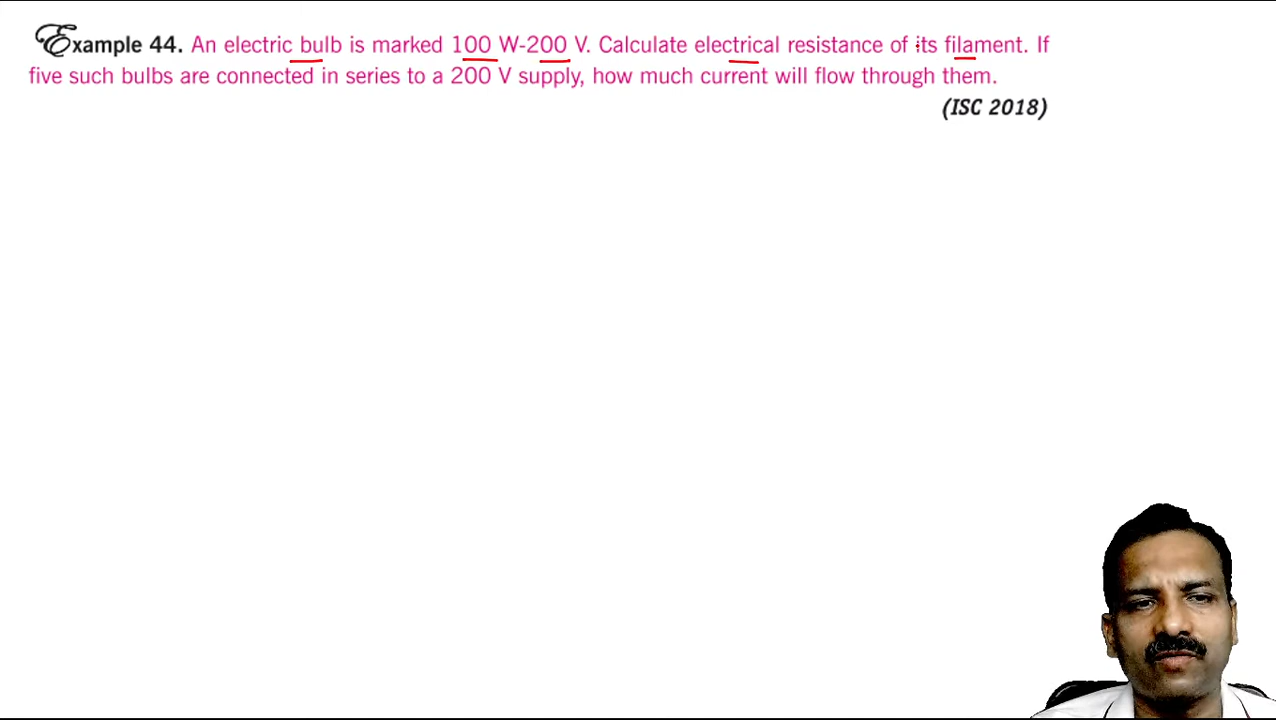 Example 44. An electric bulb is marked 100 W-200 V. Calculate electrical resistance of its filament. If
five such bulbs are connected in series to a 200 V supply, how much current will flow through them.
(ISC 2018)